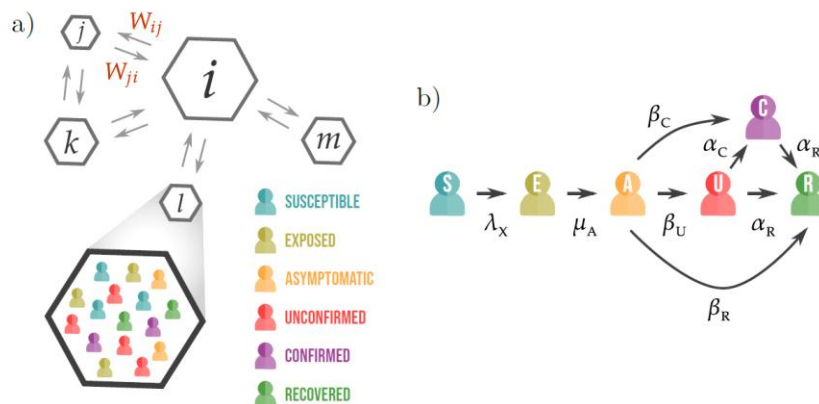 a)
j
W_ij
W_ji
i
k
m
l
SUSCEPTIBLE
EXPOSED
ASYMPTOMATIC
UNCONFIRMED
CONFIRMED
RECOVERED
b)
C
β_C
α_C
α_R
S
E
A
U
R
λ_X
μ_A
β_U
α_R
β_R